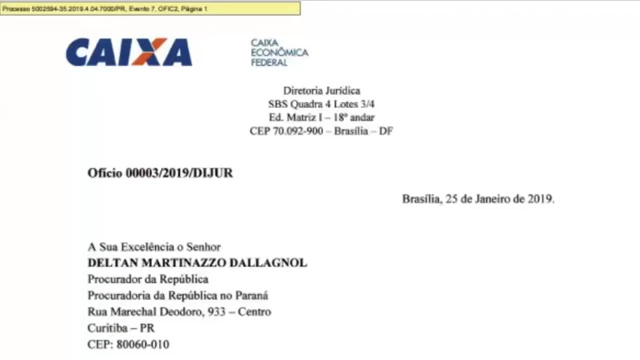 Processo 5002594-35.2019.4.04.7000/PR, Evento 7, OFIC2, Página 1
CAIXA
CAIXA
ECONÔMICA
FEDERAL
Diretoria Jurídica
SBS Quadra 4 Lotes 3/4
Ed. Matriz I – 18º andar
CEP 70.092-900 – Brasília – DF
Ofício 00003/2019/DIJUR
Brasília, 25 de Janeiro de 2019.
A Sua Excelência o Senhor
DELTAN MARTINAZZO DALLAGNOL
Procurador da República
Procuradoria da República no Paraná
Rua Marechal Deodoro, 933 – Centro
Curitiba – PR
CEP: 80060-010